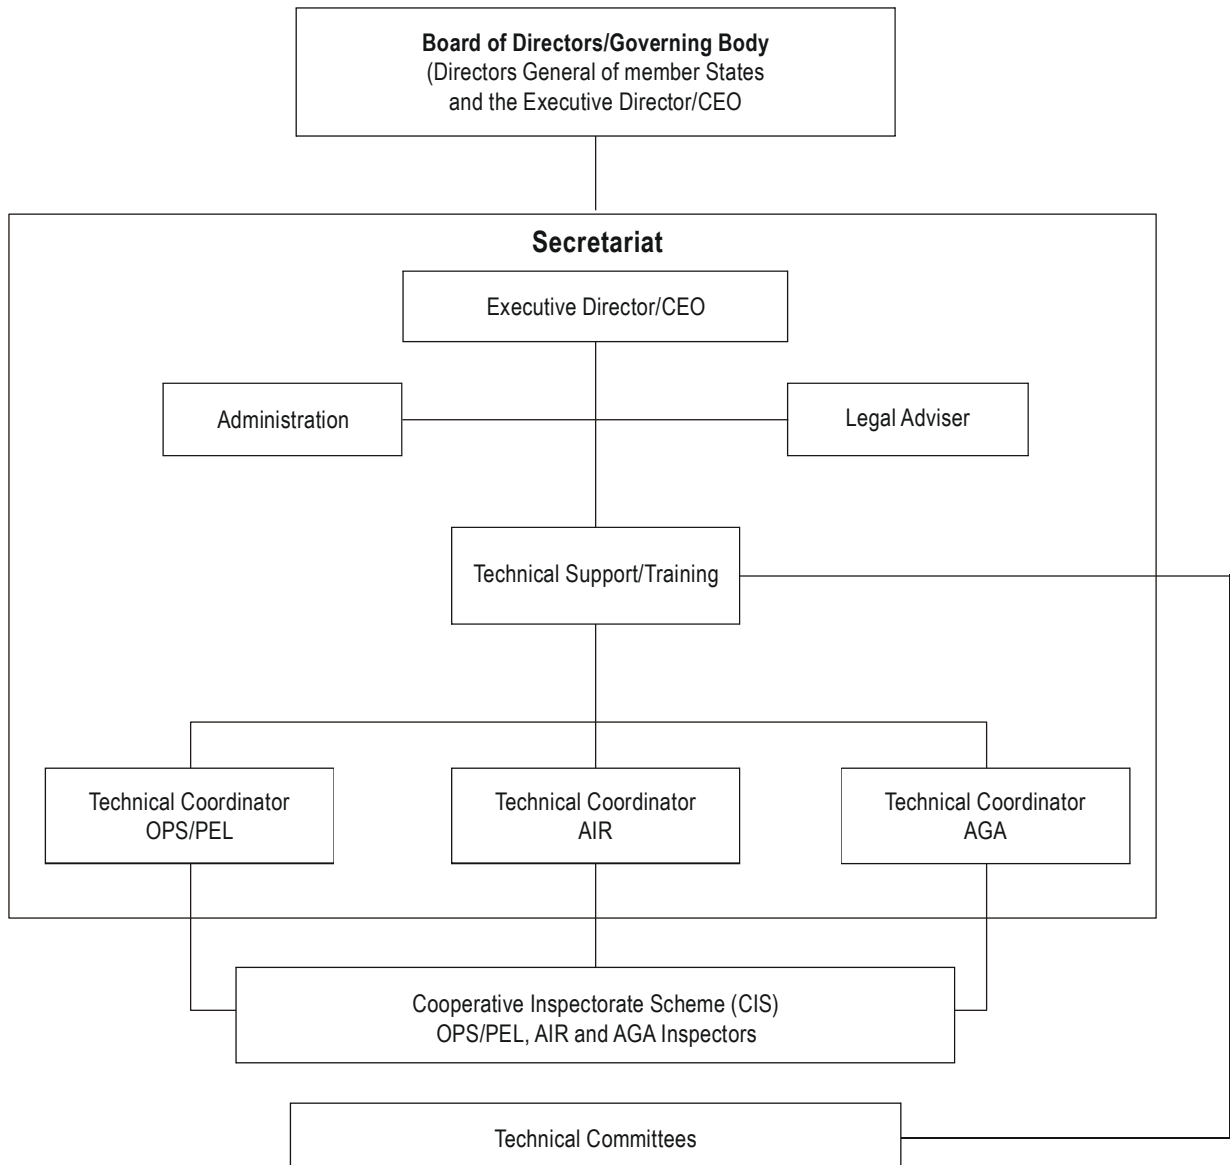 Board of Directors/Governing Body
(Directors General of member States
and the Executive Director/CEO
Secretariat
Executive Director/CEO
Administration
Legal Adviser
Technical Support/Training
Technical Coordinator
OPS/PEL
Technical Coordinator
AIR
Technical Coordinator
AGA
Cooperative Inspectorate Scheme (CIS)
OPS/PEL, AIR and AGA Inspectors
Technical Committees